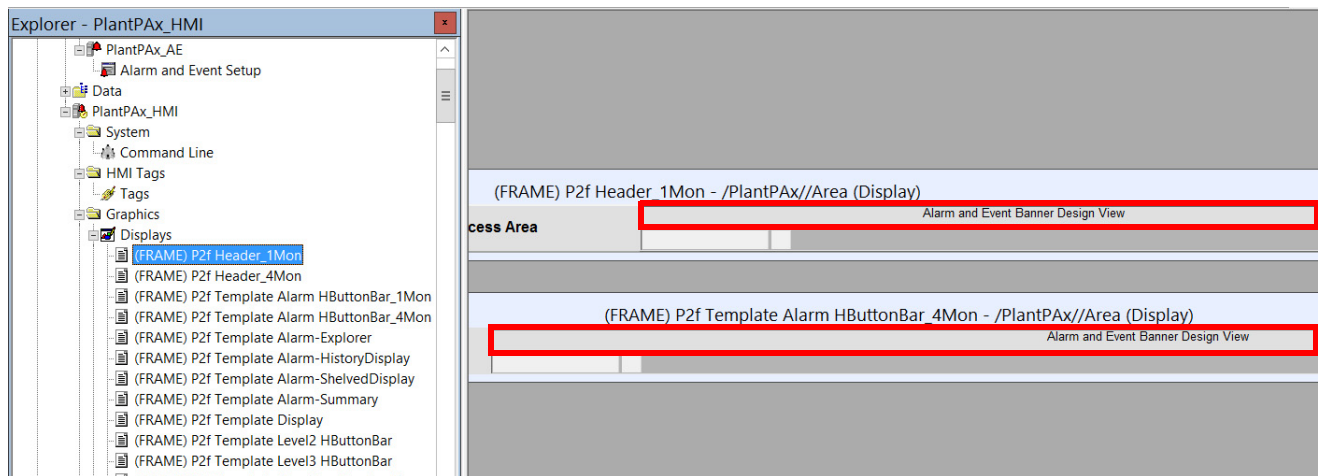 Explorer - PlantPAx_HMI
x
PlantPAx_AE
Alarm and Event Setup
Data
PlantPAx_HMI
System
Command Line
HMI Tags
Tags
Graphics
Displays
(FRAME) P2f Header_1Mon
(FRAME) P2f Header_4Mon
(FRAME) P2f Template Alarm HButtonBar_1Mon
(FRAME) P2f Template Alarm HButtonBar_4Mon
(FRAME) P2f Template Alarm-Explorer
(FRAME) P2f Template Alarm-HistoryDisplay
(FRAME) P2f Template Alarm-ShelvedDisplay
(FRAME) P2f Template Alarm-Summary
(FRAME) P2f Template Display
(FRAME) P2f Template Level2 HButtonBar
(FRAME) P2f Template Level3 HButtonBar
(FRAME) P2f Header_1Mon - /PlantPAx//Area (Display)
Alarm and Event Banner Design View
cess Area
(FRAME) P2f Template Alarm HButtonBar_4Mon - /PlantPAx//Area (Display)
Alarm and Event Banner Design View